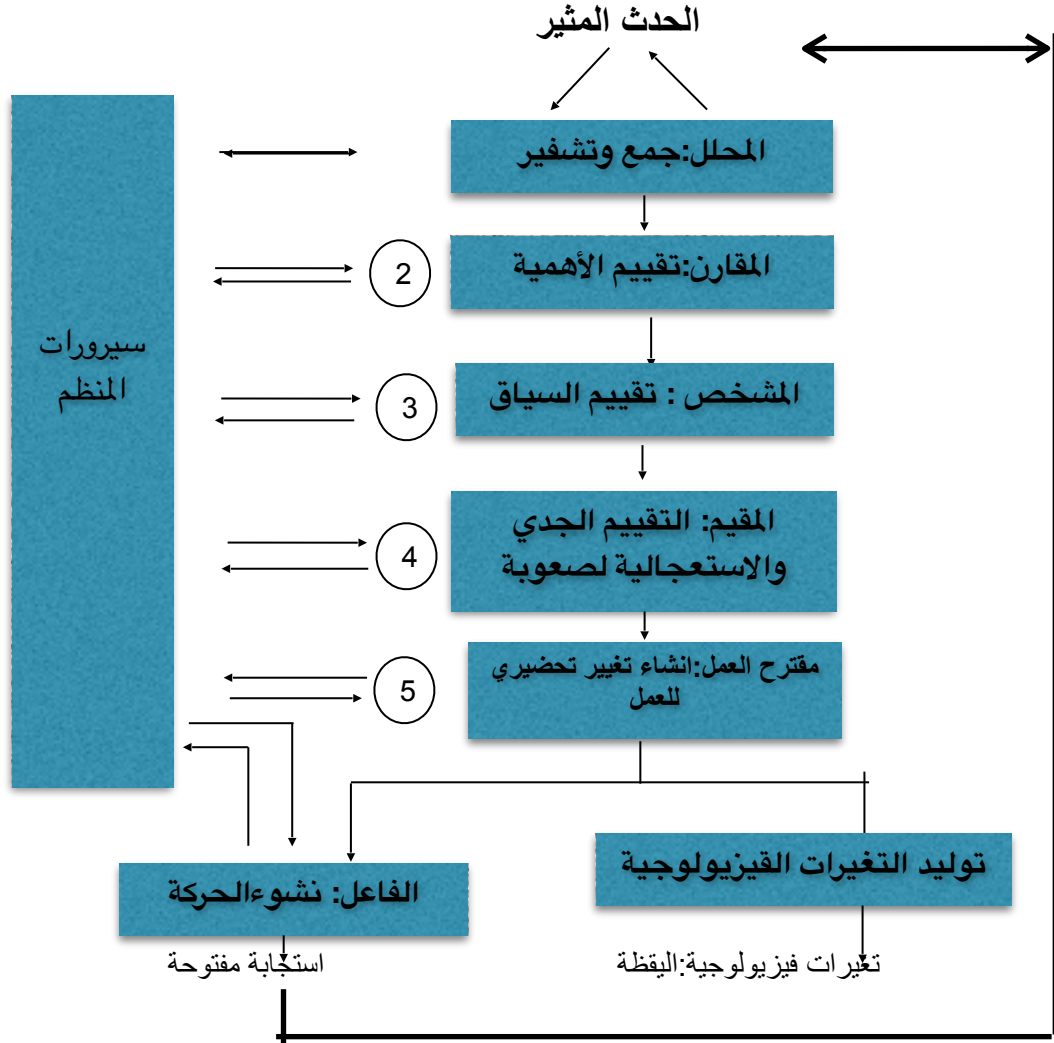 الحدث المثير
المحلل:جمع وتشفير
المقارن:تقييم الأهمية
2
سيرورات
المنظم
المشخص : تقييم السياق
3
المقيم: التقييم الجدي
والاستعجالية لصعوبة
4
مقترح العمل:انشاء تغيير تحضيري
للعمل
5
توليد التغيرات القيزيولوجية
الفاعل: نشوءالحركة
استجابة مفتوحة
تغيرات فيزيولوجية:اليقظة